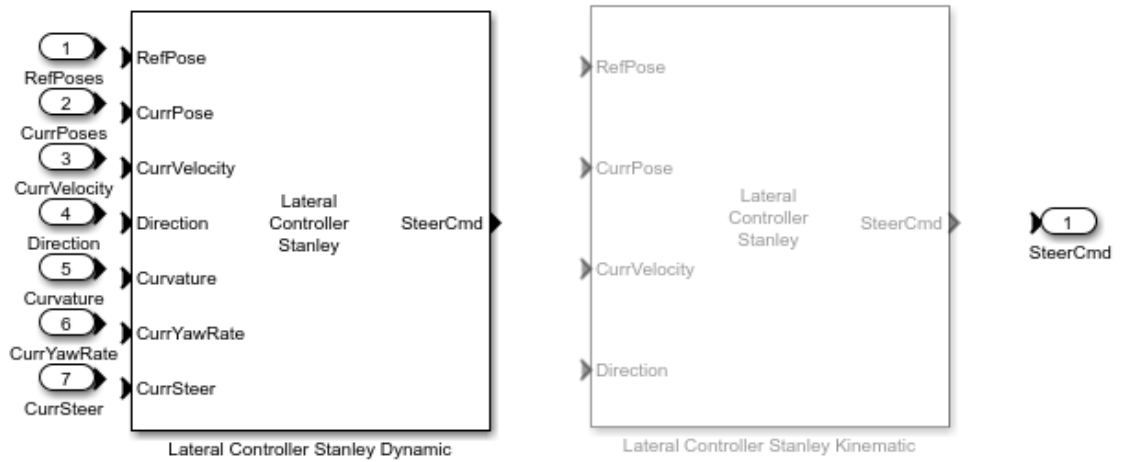 1
RefPoses
2
CurrPoses
3
CurrVelocity
4
Direction
5
Curvature
6
CurrYawRate
7
CurrSteer
RefPose
CurrPose
CurrVelocity
Direction
Curvature
CurrYawRate
CurrSteer
Lateral
Controller
Stanley
SteerCmd
Lateral Controller Stanley Dynamic
RefPose
CurrPose
CurrVelocity
Direction
Lateral
Controller
Stanley
SteerCmd
Lateral Controller Stanley Kinematic
1
SteerCmd